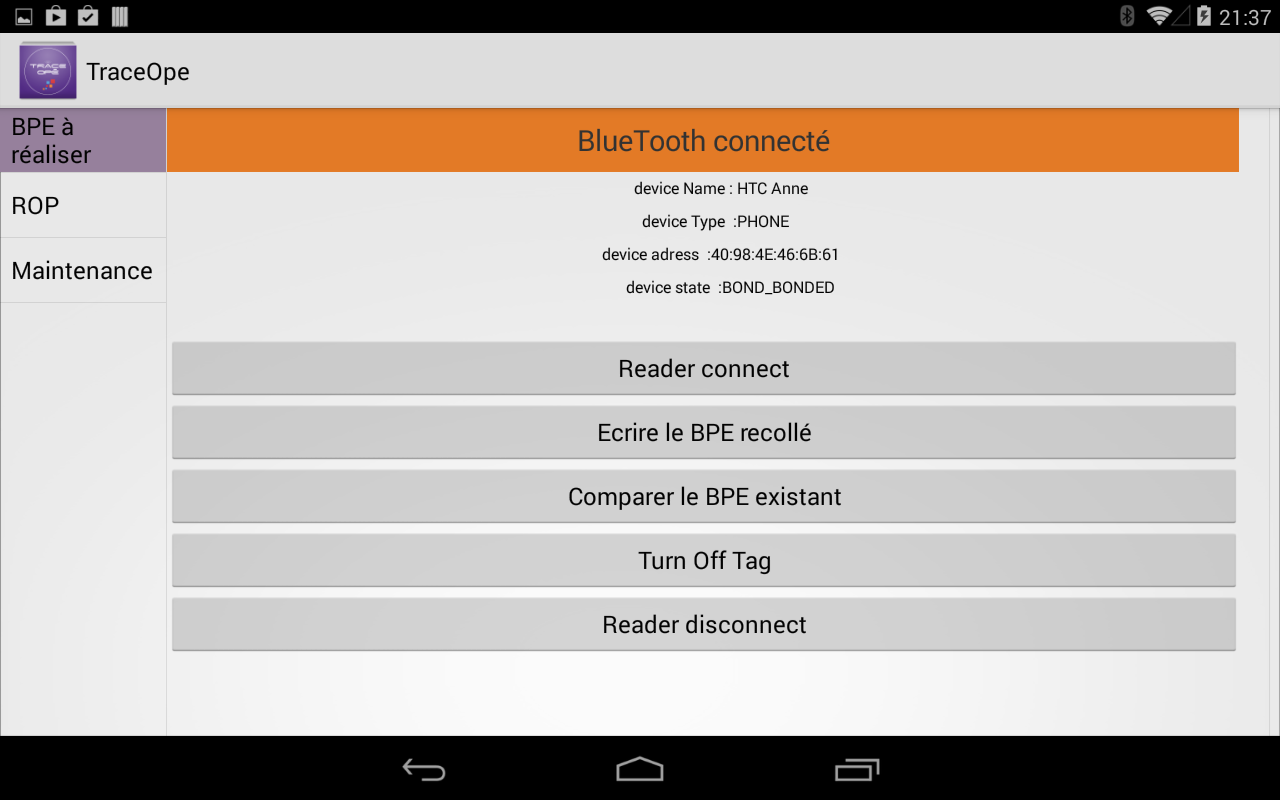 21:37
TRACE
OPE
TraceOpe
BPE à
réaliser
ROP
Maintenance
BlueTooth connecté
device Name : HTC Anne
device Type  :PHONE
device adress  :40:98:4E:46:6B:61
device state  :BOND_BONDED
Reader connect
Ecrire le BPE recollé
Comparer le BPE existant
Turn Off Tag
Reader disconnect